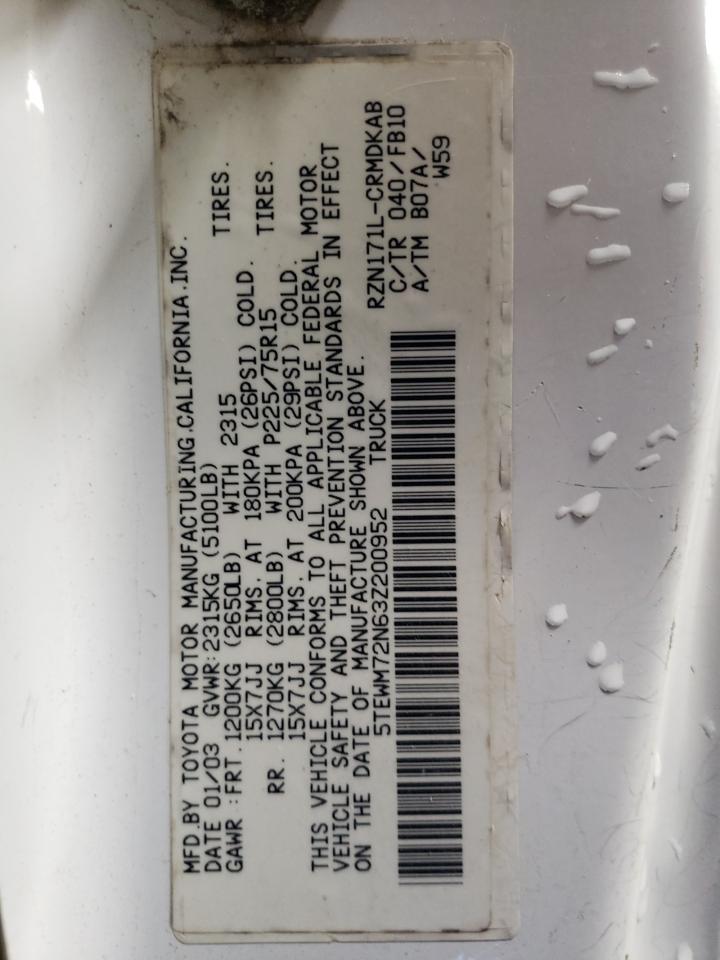 MFD.BY TOYOTA MOTOR MANUFACTURING.CALIFORNIA.INC.
DATE 01/03 GVWR:2315KG (5100LB)
GAWR :FRT.1200KG (2650LB) WITH 2315 TIRES.
15X7JJ RIMS. AT 180KPA (26PSI) COLD.
RR. 1270KG (2800LB) WITH P225/75R15 TIRES.
15X7JJ RIMS. AT 200KPA (29PSI) COLD.
THIS VEHICLE CONFORMS TO ALL APPLICABLE FEDERAL MOTOR
VEHICLE SAFETY AND THEFT PREVENTION STANDARDS IN EFFECT
ON THE DATE OF MANUFACTURE SHOWN ABOVE.
5TEWM72N63Z200952 TRUCK
RZN171L-CRMDKAB
C/TR 040/FB10
A/TM B07A/
W59